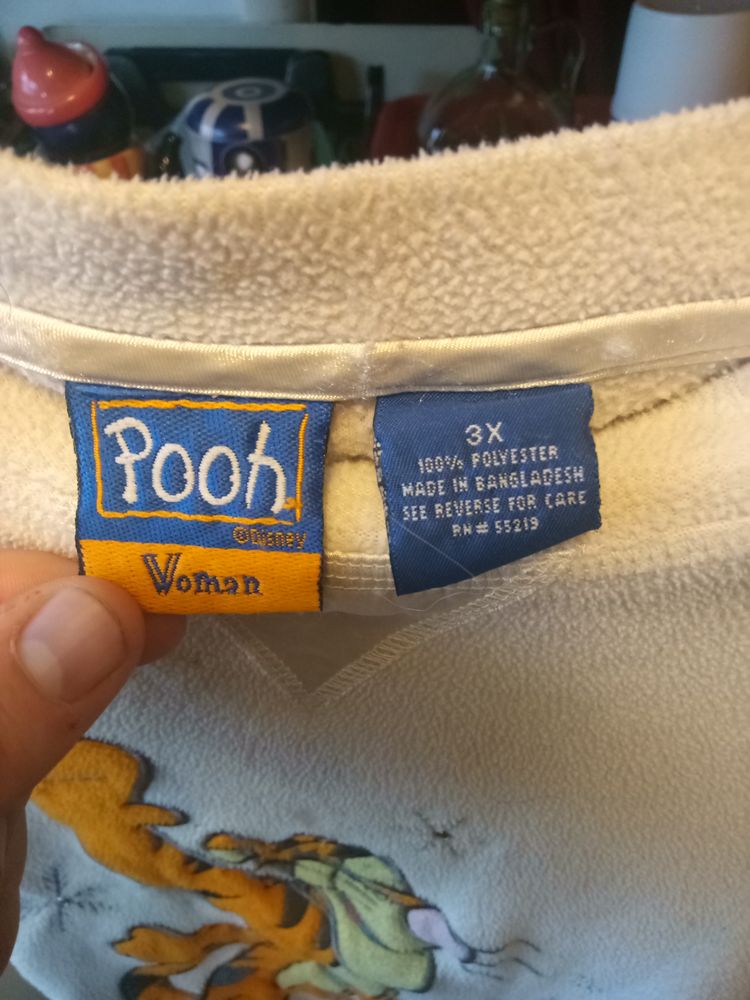 Pooh
©Disney
Woman
3X
100% POLYESTER
MADE IN BANGLADESH
SEE REVERSE FOR CARE
RN# 55219